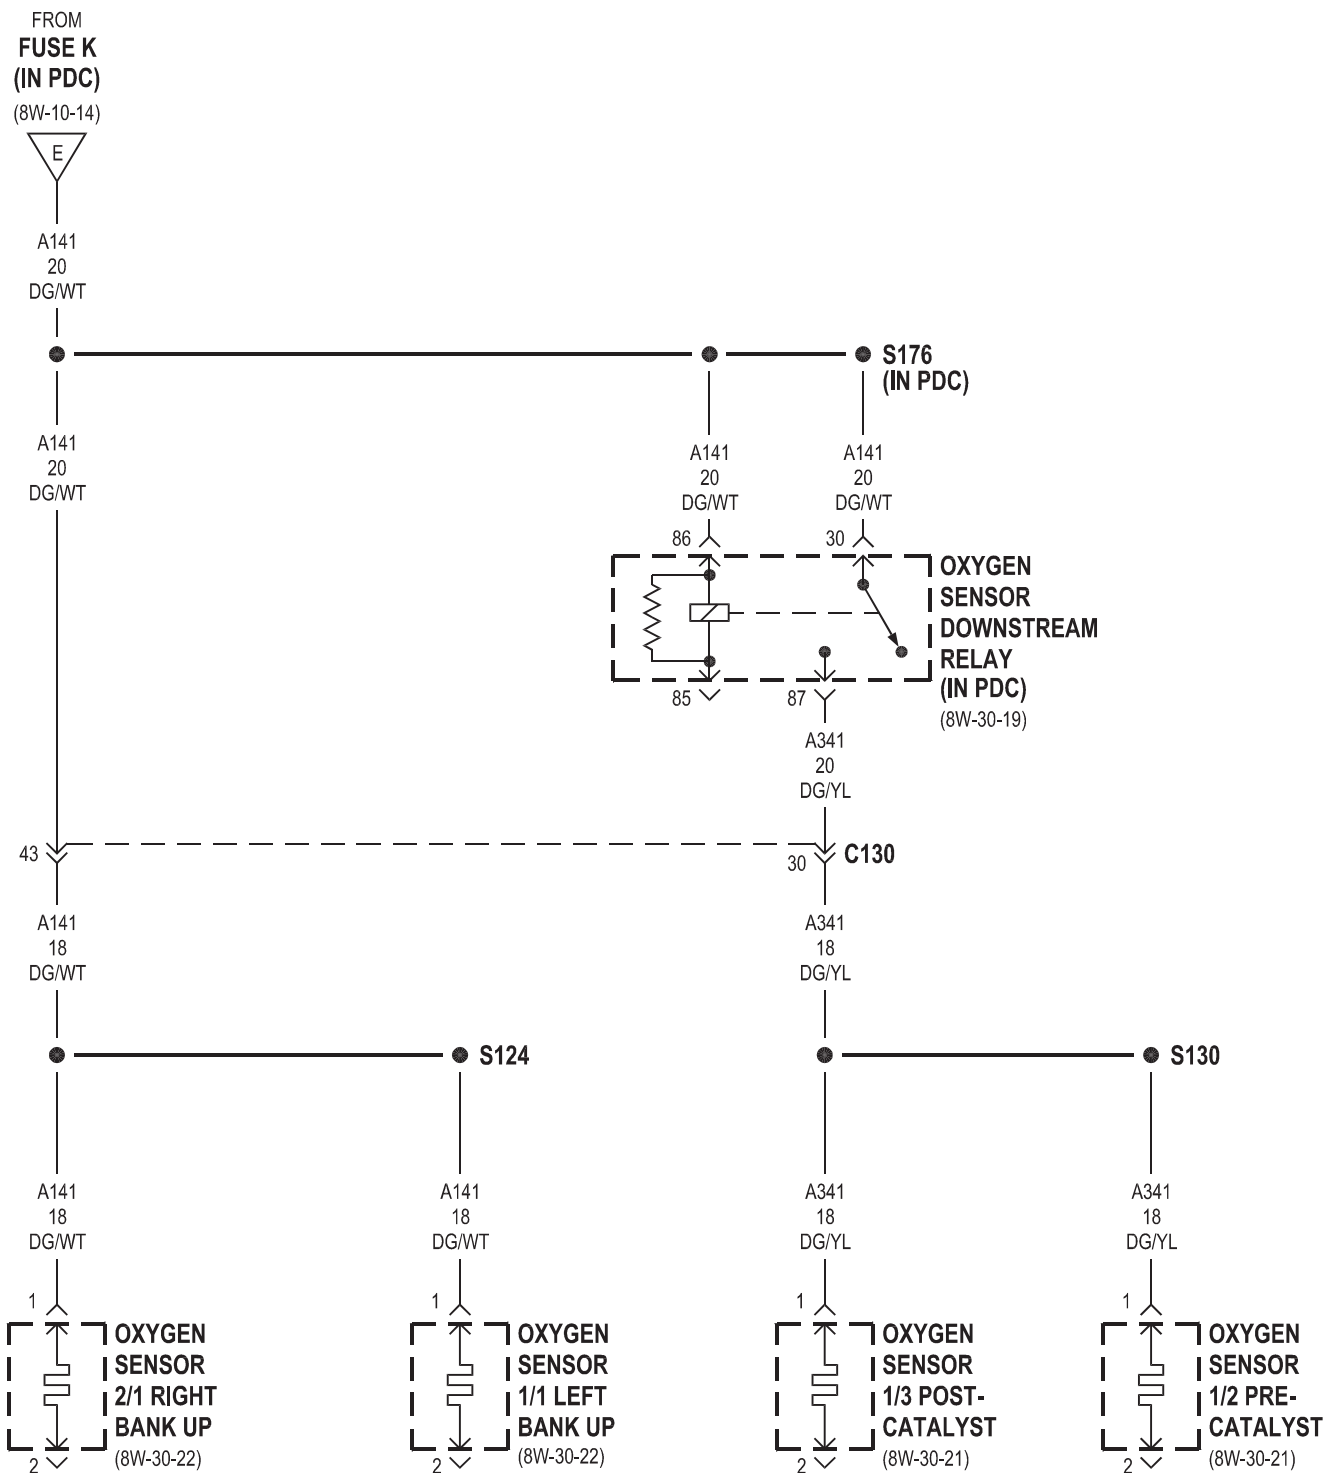 FROM
FUSE K
(IN PDC)
(8W-10-14)
E
A141
20
DG/WT
S176
(IN PDC)
A141
20
DG/WT
A141
20
DG/WT
A141
20
DG/WT
86
30
OXYGEN
SENSOR
DOWNSTREAM
RELAY
(IN PDC)
(8W-30-19)
85
87
A341
20
DG/YL
43
30
C130
A141
18
DG/WT
A341
18
DG/YL
S124
S130
A141
18
DG/WT
A141
18
DG/WT
A341
18
DG/YL
A341
18
DG/YL
1
OXYGEN
SENSOR
2/1 RIGHT
BANK UP
(8W-30-22)
2
1
OXYGEN
SENSOR
1/1 LEFT
BANK UP
(8W-30-22)
2
1
OXYGEN
SENSOR
1/3 POST-
CATALYST
(8W-30-21)
2
1
OXYGEN
SENSOR
1/2 PRE-
CATALYST
(8W-30-21)
2